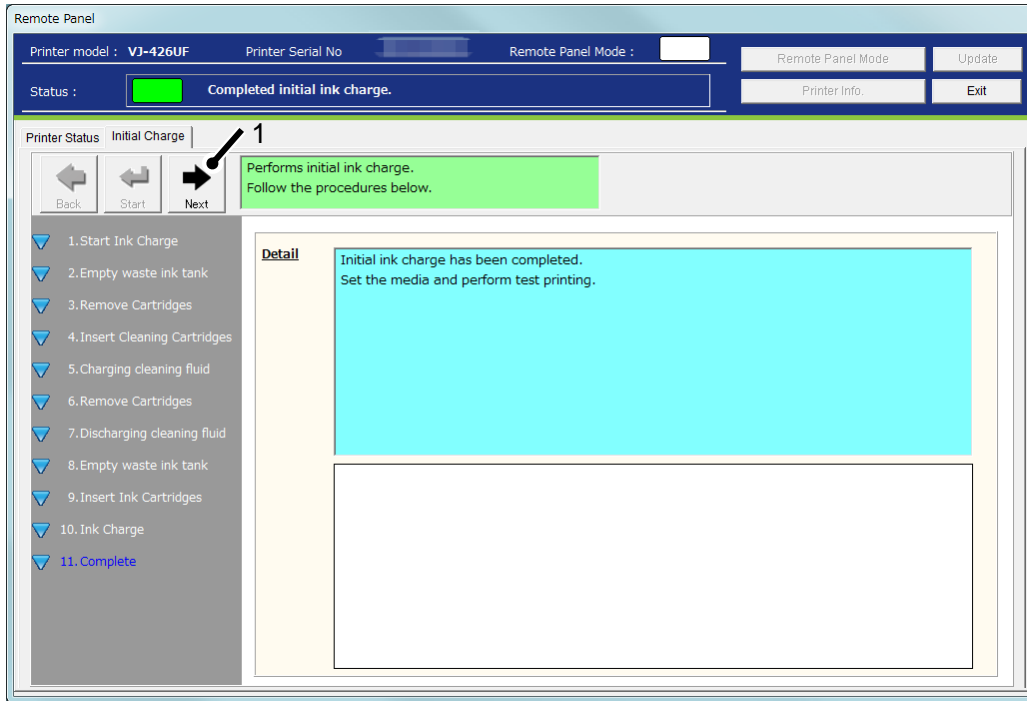 Remote Panel
Printer model : VJ-426UF Printer Serial No Remote Panel Mode :
Remote Panel Mode Update
Status : Completed initial ink charge.
Printer Info. Exit
Printer Status Initial Charge 1
Back Start Next
Performs initial ink charge.
Follow the procedures below.
1.Start Ink Charge
2.Empty waste ink tank
3.Remove Cartridges
4.Insert Cleaning Cartridges
5.Charging cleaning fluid
6.Remove Cartridges
7.Discharging cleaning fluid
8.Empty waste ink tank
9.Insert Ink Cartridges
10.Ink Charge
11.Complete
Detail
Initial ink charge has been completed.
Set the media and perform test printing.